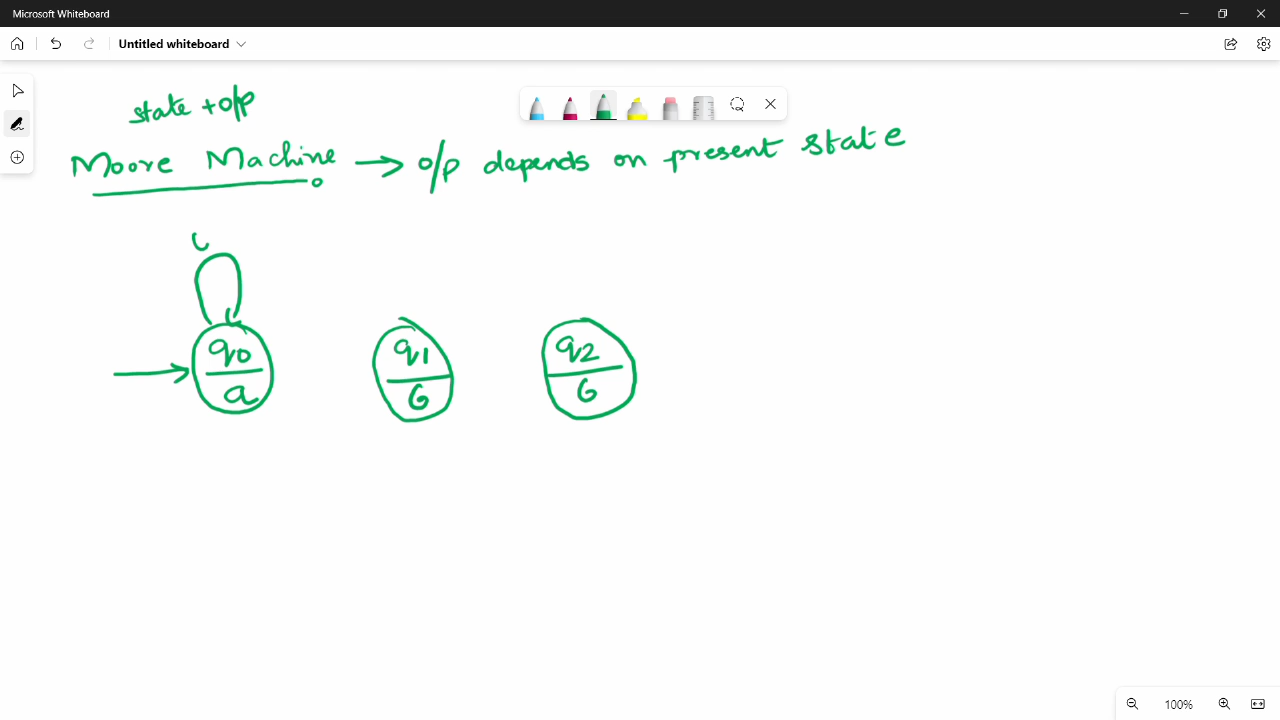 Microsoft Whiteboard
Untitled whiteboard
state + o/p
Moore Machine → o/p depends on present state
q0 q1 q2
a b b
100%